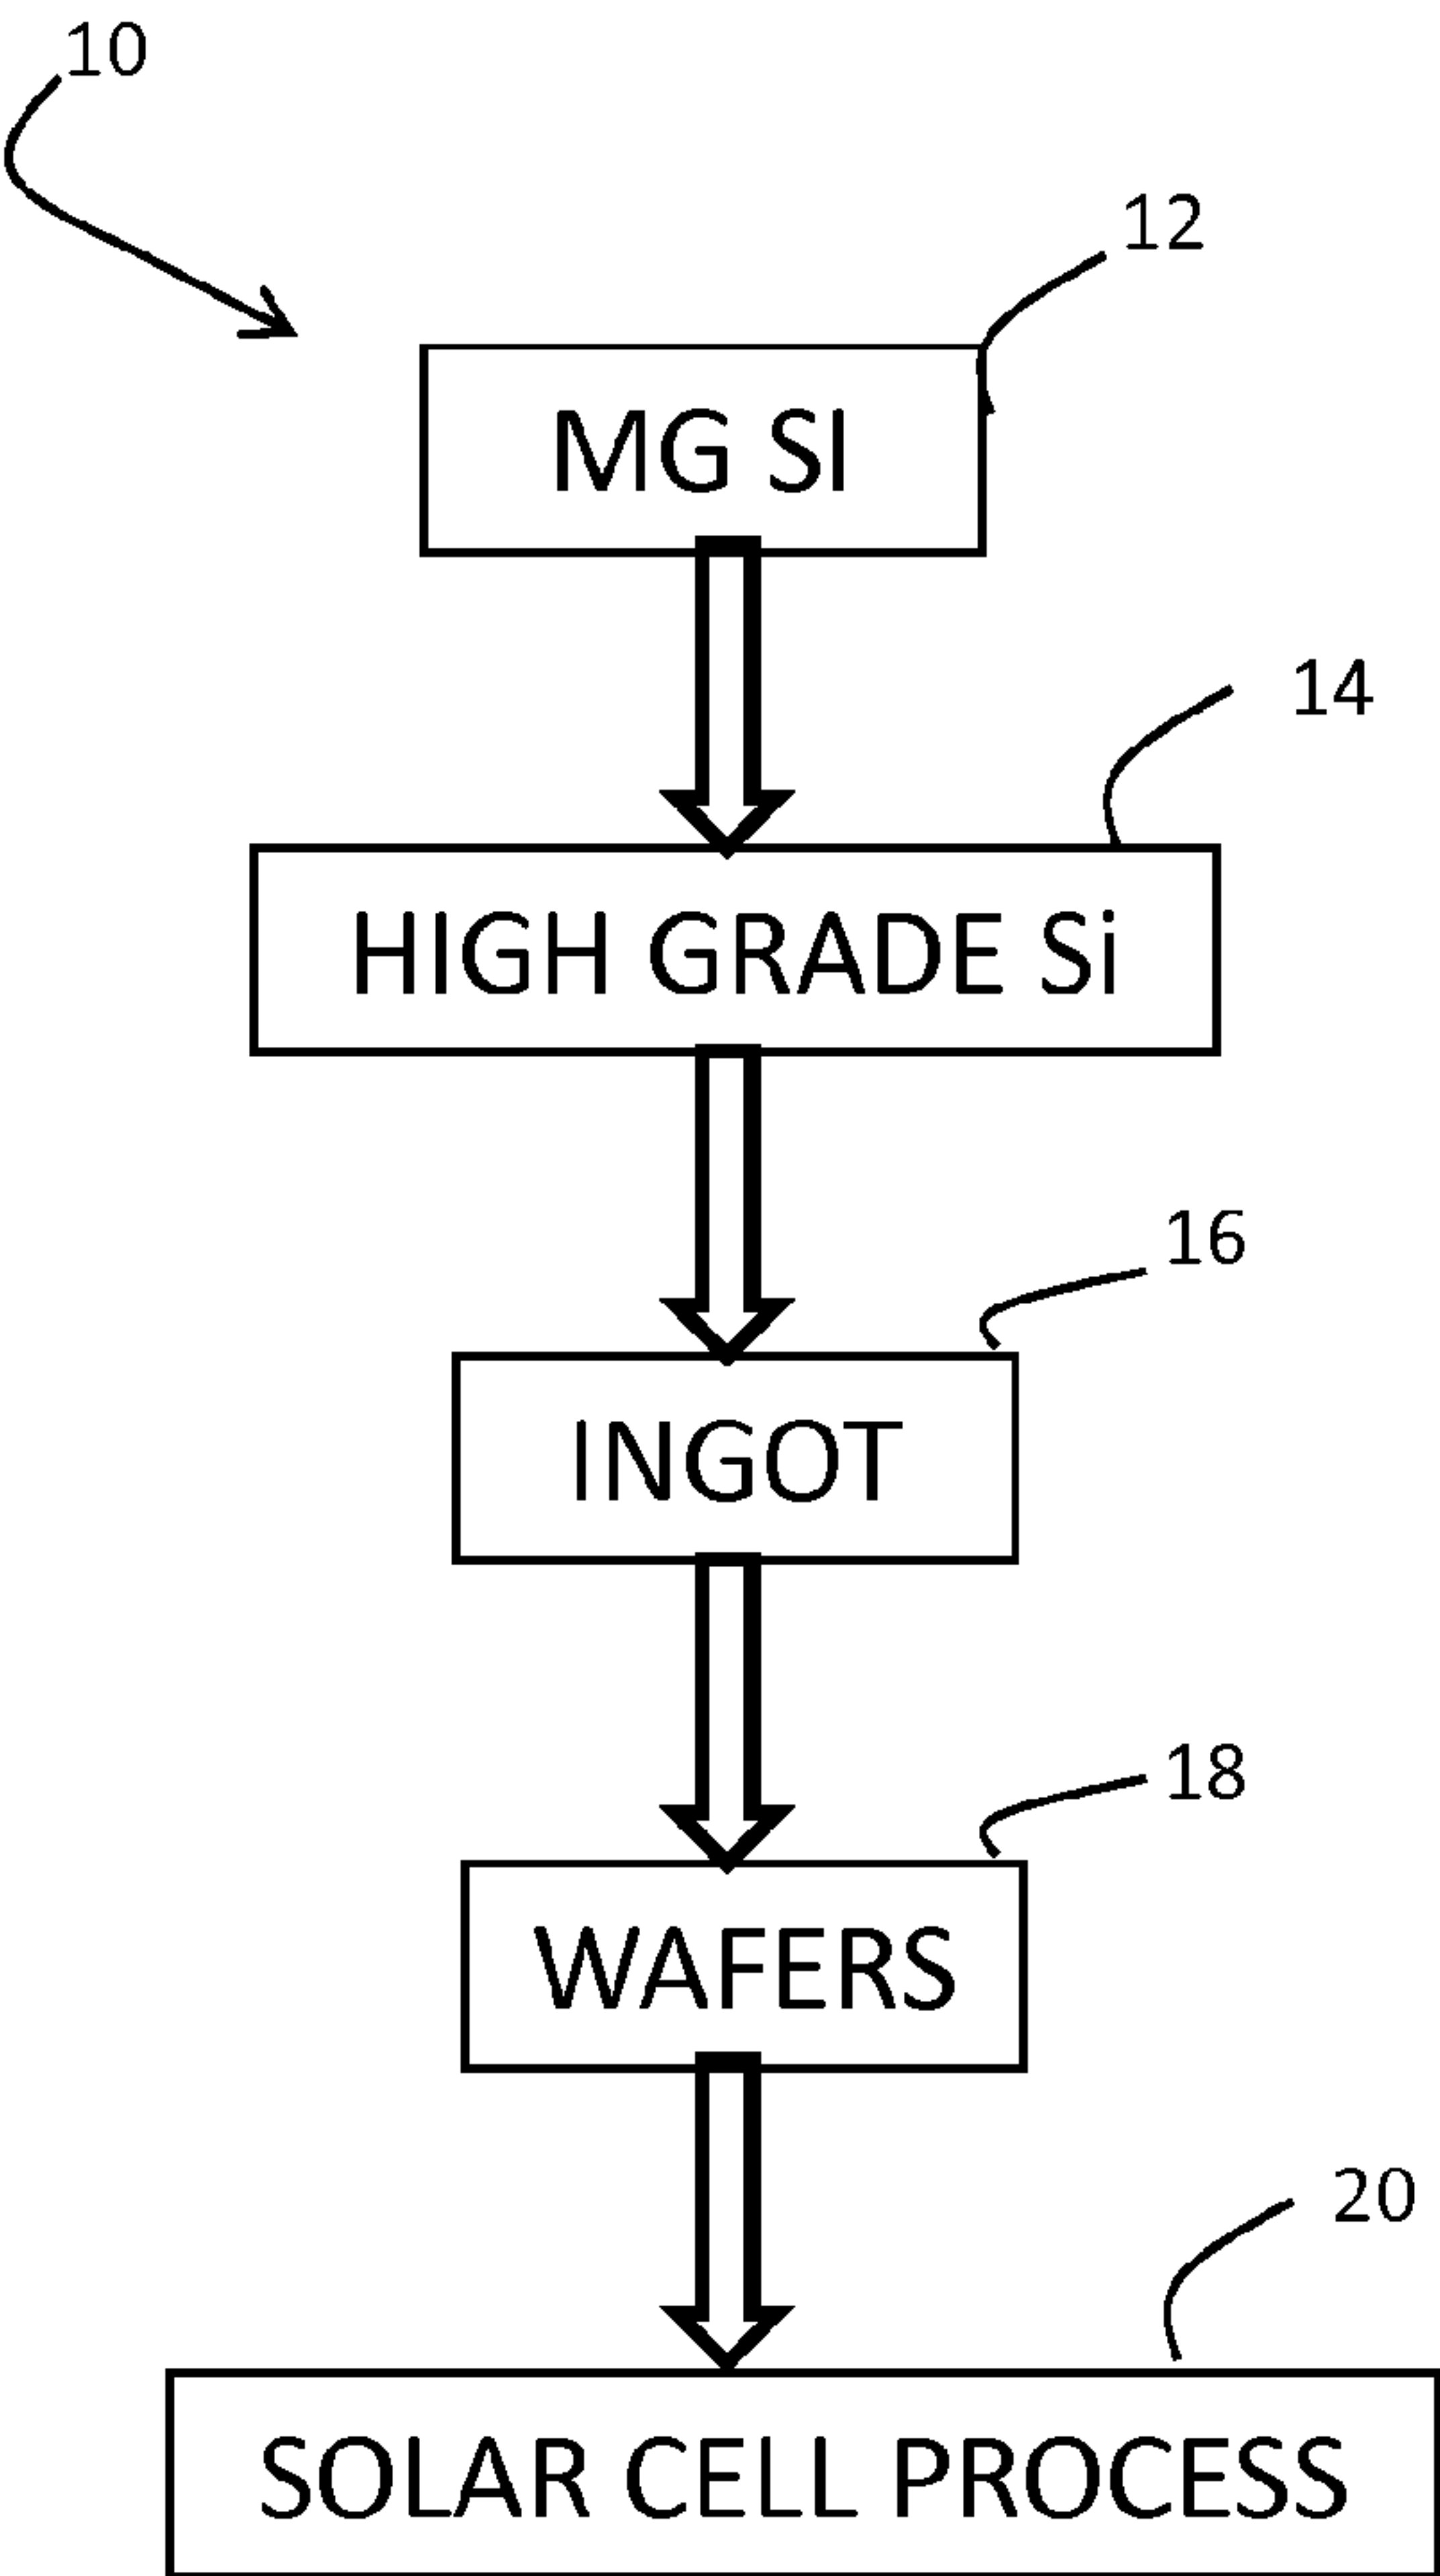 10
12
MG SI
14
HIGH GRADE Si
16
INGOT
18
WAFERS
20
SOLAR CELL PROCESS